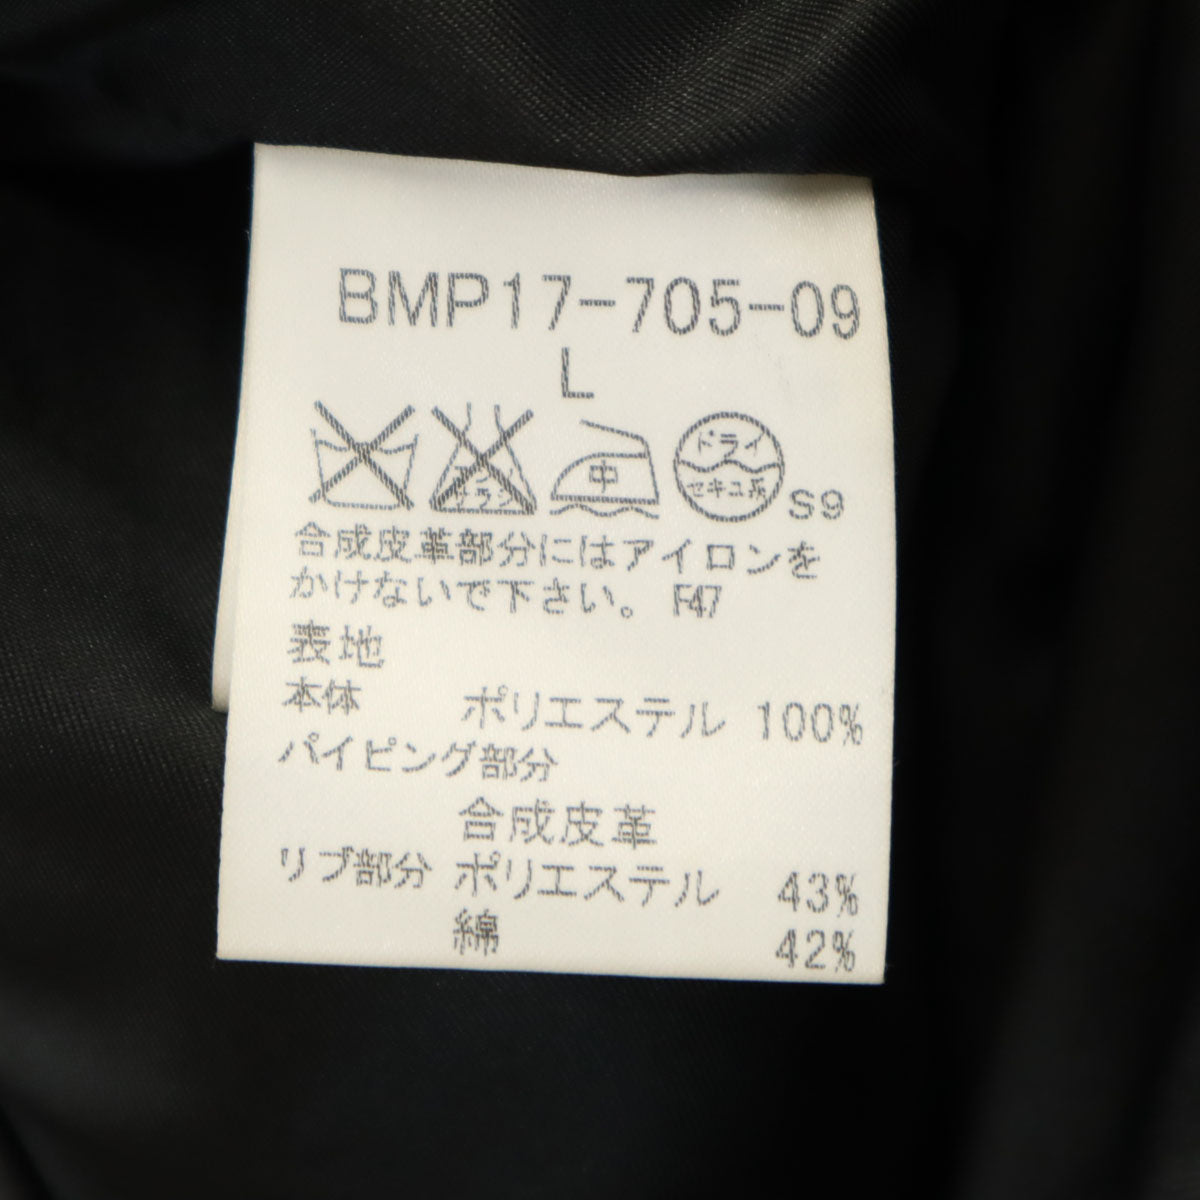 BMP17-705-09
L
中
ドライ
セキユ系
S9
合成皮革部分にはアイロンを
かけないで下さい。 F47
表地
本体 ポリエステル 100%
パイピング部分
合成皮革
リブ部分 ポリエステル 43%
綿 42%